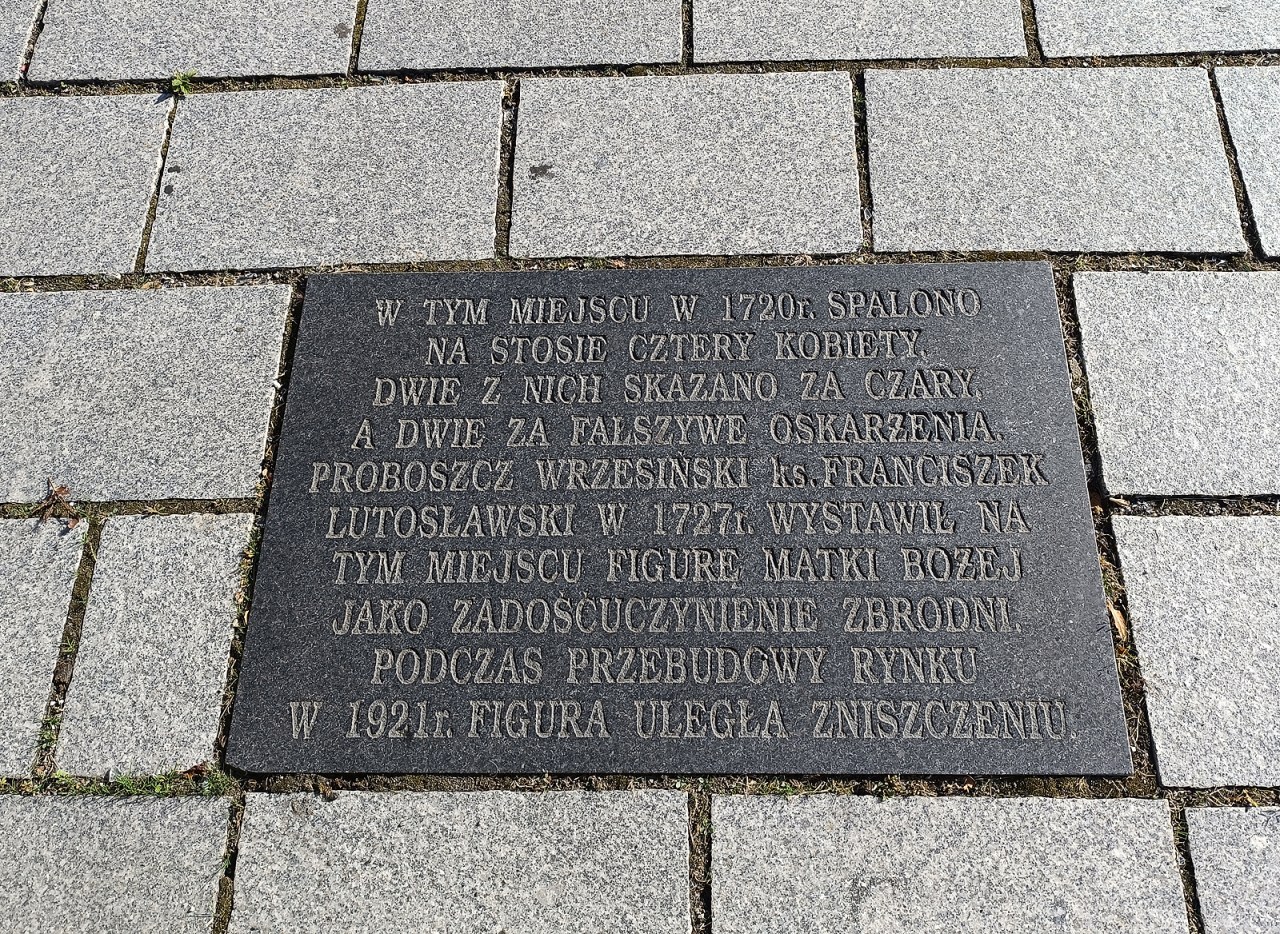 W TYM MIEJSCU W 1720r. SPALONO
NA STOSIE CZTERY KOBIETY.
DWIE Z NICH SKAZANO ZA CZARY,
A DWIE ZA FAŁSZYWE OSKARŻENIA.
PROBOSZCZ WRZESIŃSKI ks. FRANCISZEK
LUTOSŁAWSKI W 1727r. WYSTAWIŁ NA
TYM MIEJSCU FIGURĘ MATKI BOŻEJ
JAKO ZADOŚĆUCZYNIENIE ZBRODNI.
PODCZAS PRZEBUDOWY RYNKU
W 1921r. FIGURA ULEGŁA ZNISZCZENIU.